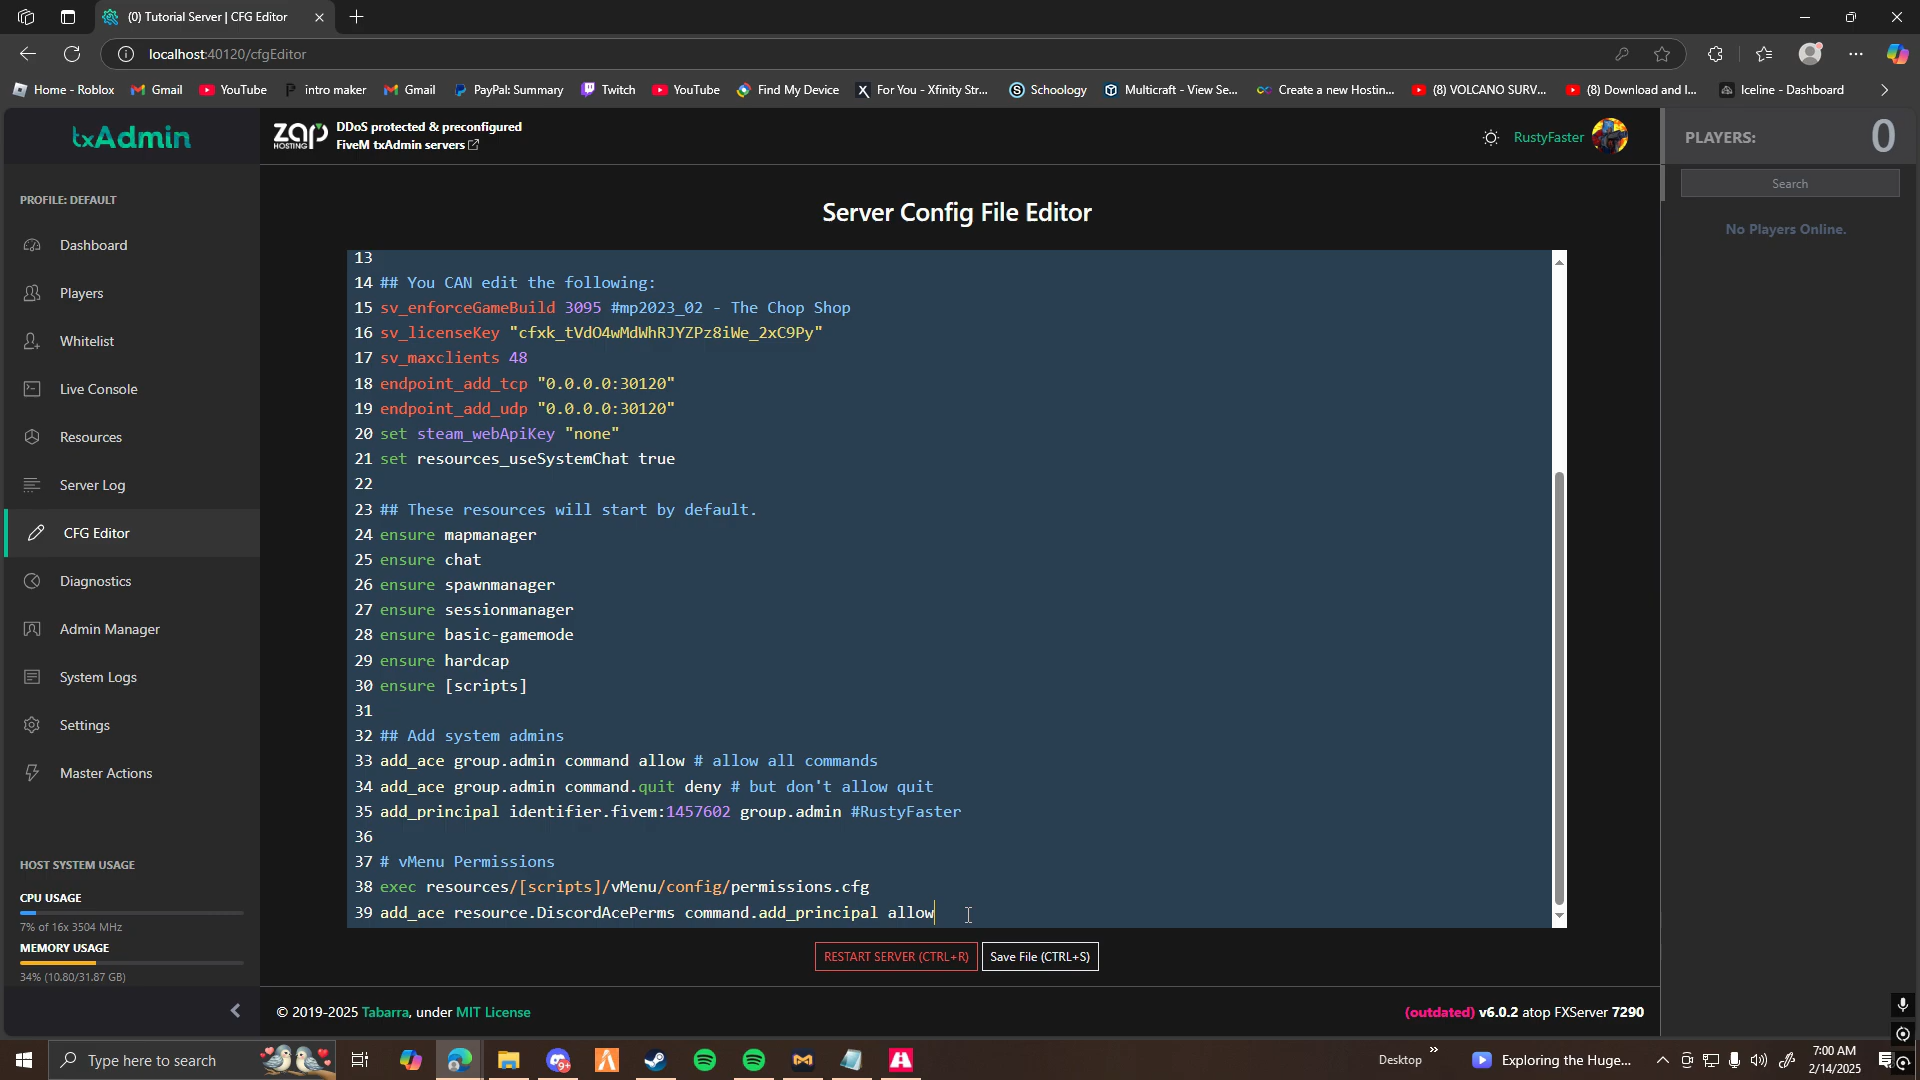 (0) Tutorial Server | CFG Editor
localhost:40120/cfgEditor
Home - Roblox
Gmail
YouTube
intro maker
Gmail
PayPal: Summary
Twitch
YouTube
Find My Device
For You - Xfinity Str...
Schoology
Multicraft - View Se...
Create a new Hostin...
(8) VOLCANO SURV...
(8) Download and I...
Iceline - Dashboard
txAdmin
ZAP HOSTING
DDoS protected & preconfigured
FiveM txAdmin servers
RustyFaster
PLAYERS: 0
Search
No Players Online.
PROFILE: DEFAULT
Dashboard
Players
Whitelist
Live Console
Resources
Server Log
CFG Editor
Diagnostics
Admin Manager
System Logs
Settings
Master Actions
HOST SYSTEM USAGE
CPU USAGE
7% of 16x 3504 MHz
MEMORY USAGE
34% (10.80/31.87 GB)
Server Config File Editor
13
14 ## You CAN edit the following:
15 sv_enforceGameBuild 3095 #mp2023_02 - The Chop Shop
16 sv_licenseKey "cfxk_tVdO4wMdWhRJYZPz8iWe_2xC9Py"
17 sv_maxclients 48
18 endpoint_add_tcp "0.0.0.0:30120"
19 endpoint_add_udp "0.0.0.0:30120"
20 set steam_webApiKey "none"
21 set resources_useSystemChat true
22
23 ## These resources will start by default.
24 ensure mapmanager
25 ensure chat
26 ensure spawnmanager
27 ensure sessionmanager
28 ensure basic-gamemode
29 ensure hardcap
30 ensure [scripts]
31
32 ## Add system admins
33 add_ace group.admin command allow # allow all commands
34 add_ace group.admin command.quit deny # but don't allow quit
35 add_principal identifier.fivem:1457602 group.admin #RustyFaster
36
37 # vMenu Permissions
38 exec resources/[scripts]/vMenu/config/permissions.cfg
39 add_ace resource.DiscordAcePerms command.add_principal allow
RESTART SERVER (CTRL+R)
Save File (CTRL+S)
© 2019-2025 Tabarra, under MIT License
(outdated) v6.0.2 atop FXServer 7290
Type here to search
9+
Desktop
Exploring the Huge...
7:00 AM
2/14/2025